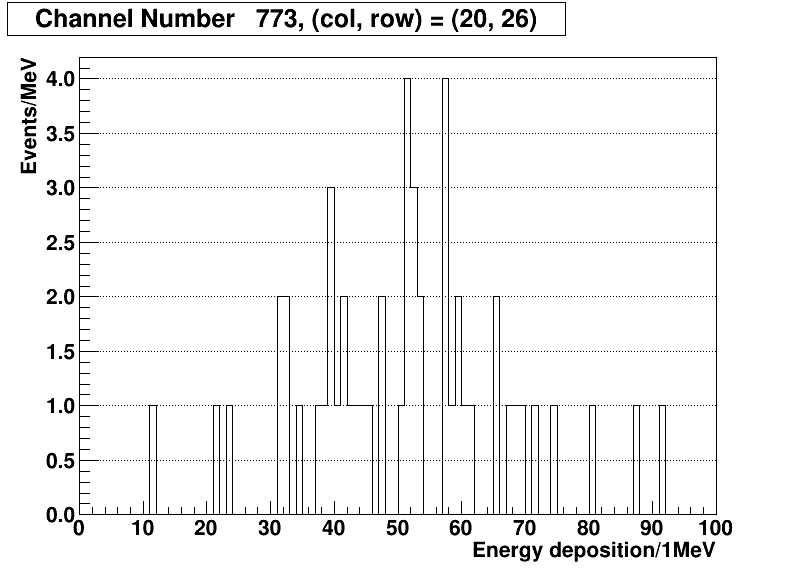 Channel Number 773, (col, row) = (20, 26)
Events/MeV
4.0
3.5
3.0
2.5
2.0
1.5
1.0
0.5
0.0
0 10 20 30 40 50 60 70 80 90 100
Energy deposition/1MeV